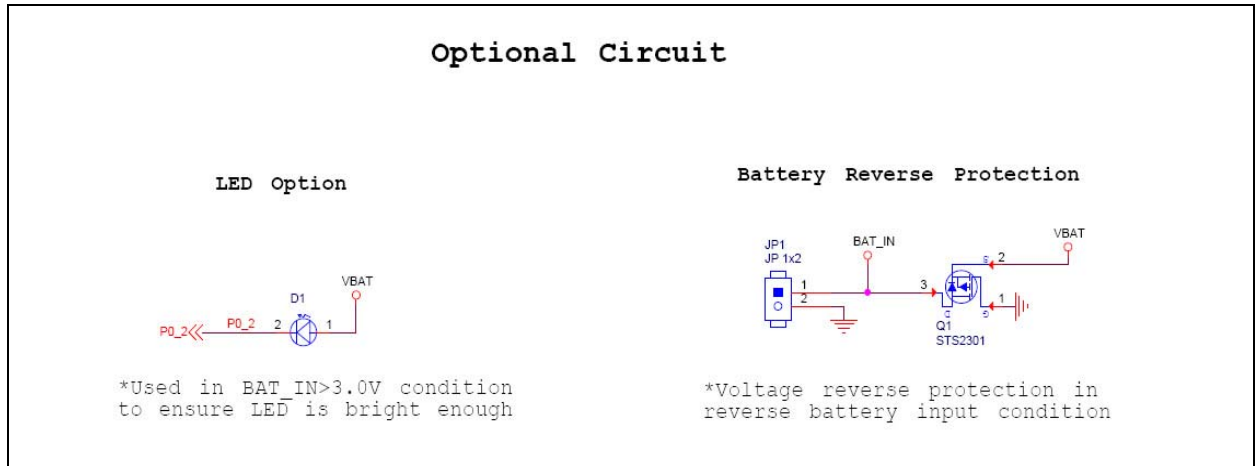 Optional Circuit
LED Option
VBAT
D1
P0_2
P0_2
2
1
*Used in BAT_IN>3.0V condition
to ensure LED is bright enough
Battery Reverse Protection
JP1
JP 1x2
BAT_IN
VBAT
1
2
3
S
2
D
G
1
Q1
STS2301
*Voltage reverse protection in
reverse battery input condition